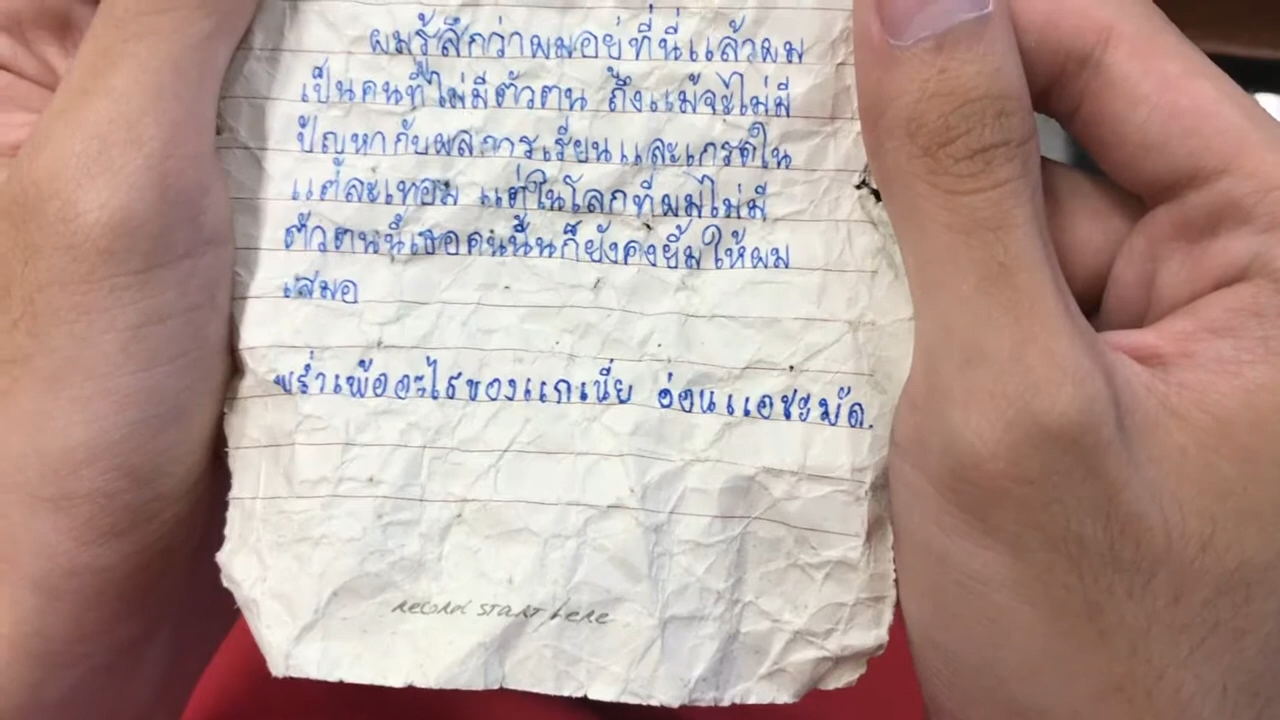 ผมรู้สึกว่าผมอยู่ที่นี่แล้วผม
เป็นคนที่ไม่มีตัวตน ถึงแม้จะไม่มี
ปัญหากับผลการเรียนและเกรดใน
แต่ละเทอม แต่ในโลกที่ผมไม่มี
ตัวตนนี้เธอคนนั้นก็ยังคงยิ้มให้ผม
เสมอ
พร่ำเพ้ออะไรของแกเนี่ย อ่อนแอชะมัด.
RECORD START here